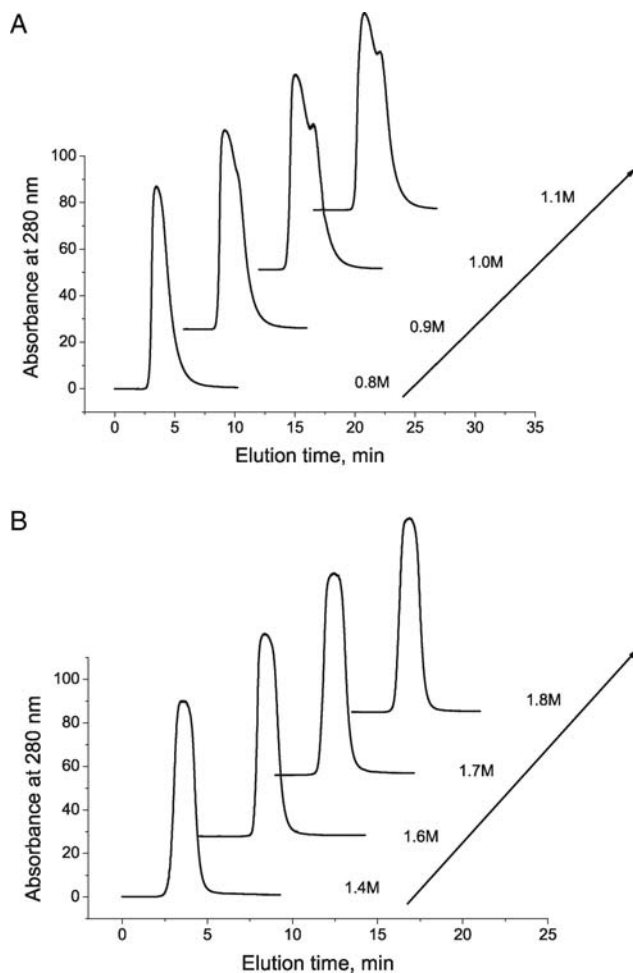 A
Absorbance at 280 nm
100
80
60
40
20
0
1.1M
1.0M
0.9M
0.8M
0 5 10 15 20 25 30 35
Elution time, min
B
Absorbance at 280 nm
100
80
60
40
20
0
1.8M
1.7M
1.6M
1.4M
0 5 10 15 20 25
Elution time, min